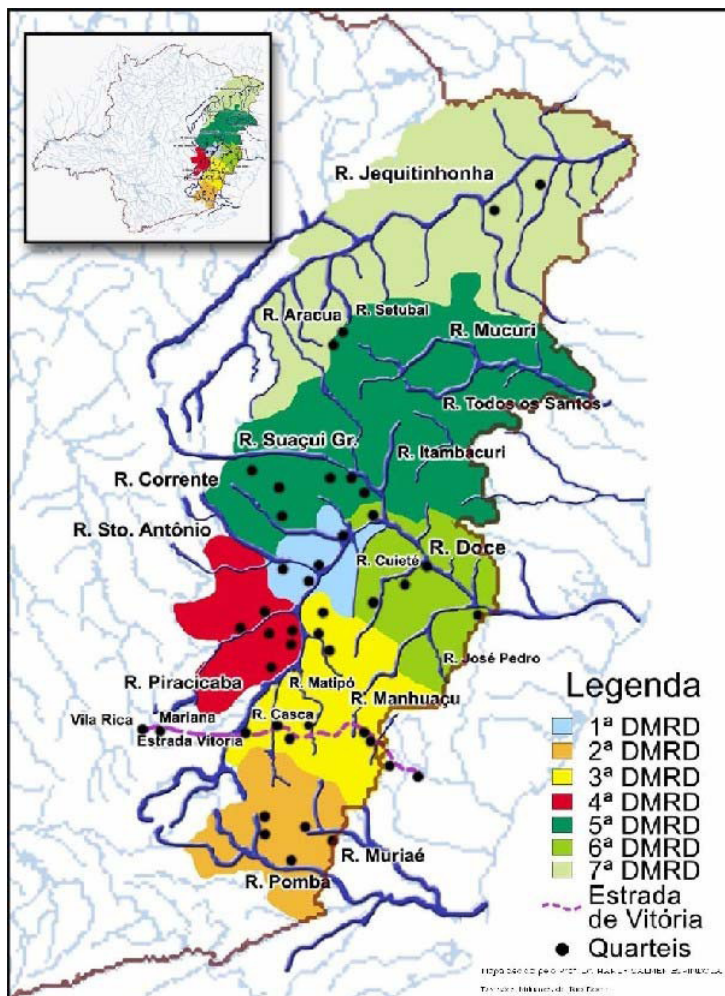 R. Jequitinhonha
R. Setubal
R. Aracua
R. Mucuri
R. Todos os Santos
R. Suaçui Gr.
R. Itambacuri
R. Corrente
R. Sto. Antônio
R. Doce
R. Cuieté
R. José Pedro
R. Piracicaba
R. Matipó
R. Manhuaçu
Vila Rica
Mariana
R. Casca
Estrada Vitória
R. Muriaé
R. Pomba
Legenda
1ª DMRD
2ª DMRD
3ª DMRD
4ª DMRD
5ª DMRD
6ª DMRD
7ª DMRD
Estrada
de Vitória
Quarteis